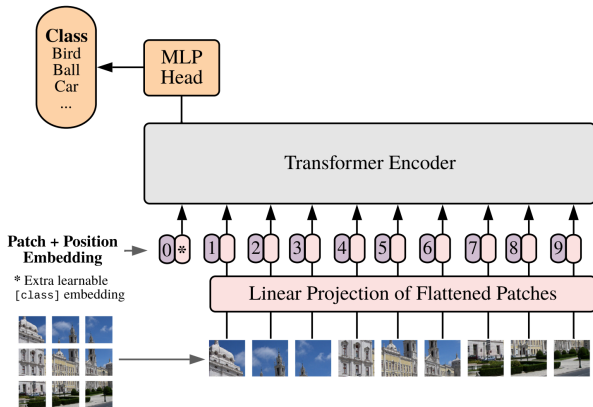 Class
Bird
Ball
Car
...
MLP
Head
Transformer Encoder
Patch + Position
Embedding
0 * 1 2 3 4 5 6 7 8 9
* Extra learnable
[class] embedding
Linear Projection of Flattened Patches